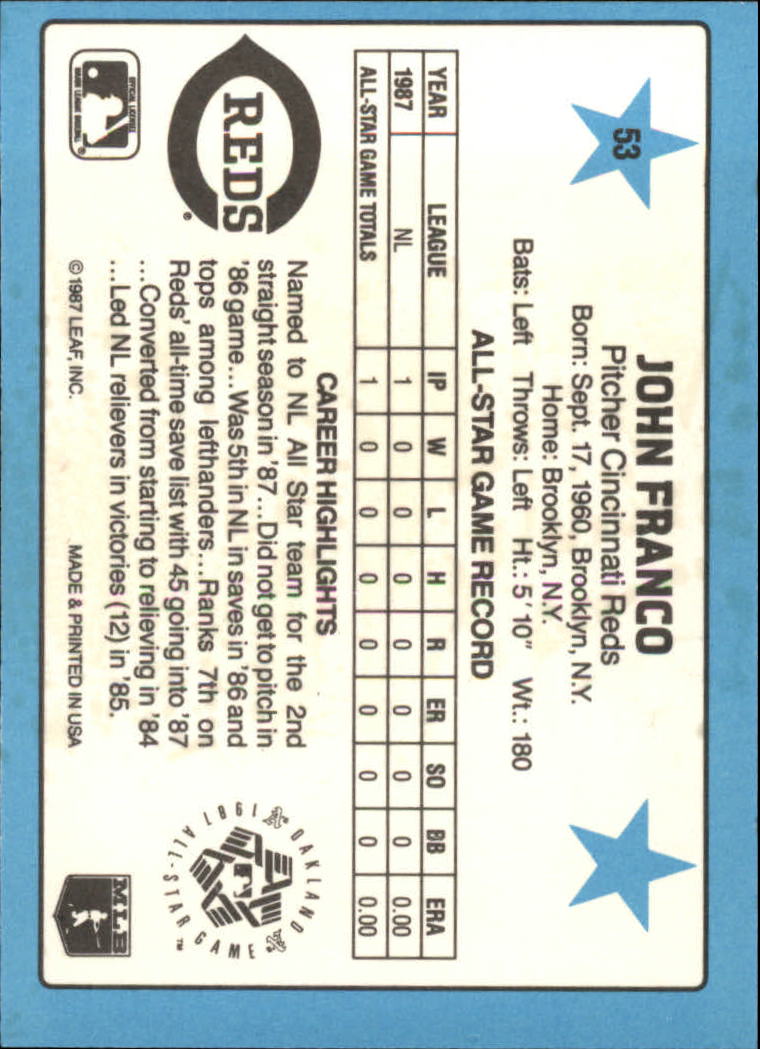 53
JOHN FRANCO
Pitcher Cincinnati Reds
Born: Sept. 17, 1960, Brooklyn, N.Y.
Home: Brooklyn, N.Y.
Bats: Left Throws: Left Ht.: 5'10" Wt.: 180
ALL-STAR GAME RECORD
YEAR LEAGUE IP W L H R ER SO BB ERA
1987 NL 1 0 0 0 0 0 0 0 0.00
ALL-STAR GAME TOTALS 1 0 0 0 0 0 0 0 0.00
REDS
®
CAREER HIGHLIGHTS
Named to NL All Star team for the 2nd
straight season in '87...Did not get to pitch in
'86 game...Was 5th in NL in saves in '86 and
tops among lefthanders...Ranks 7th on
Reds' all-time save list with 45 going into '87
...Converted from starting to relieving in '84
...Led NL relievers in victories (12) in '85.
OAKLAND
1987 ALL-STAR GAME
™
OFFICIAL LICENSEE
MAJOR LEAGUE BASEBALL
®
© 1987 LEAF, INC. MADE & PRINTED IN USA
MLB